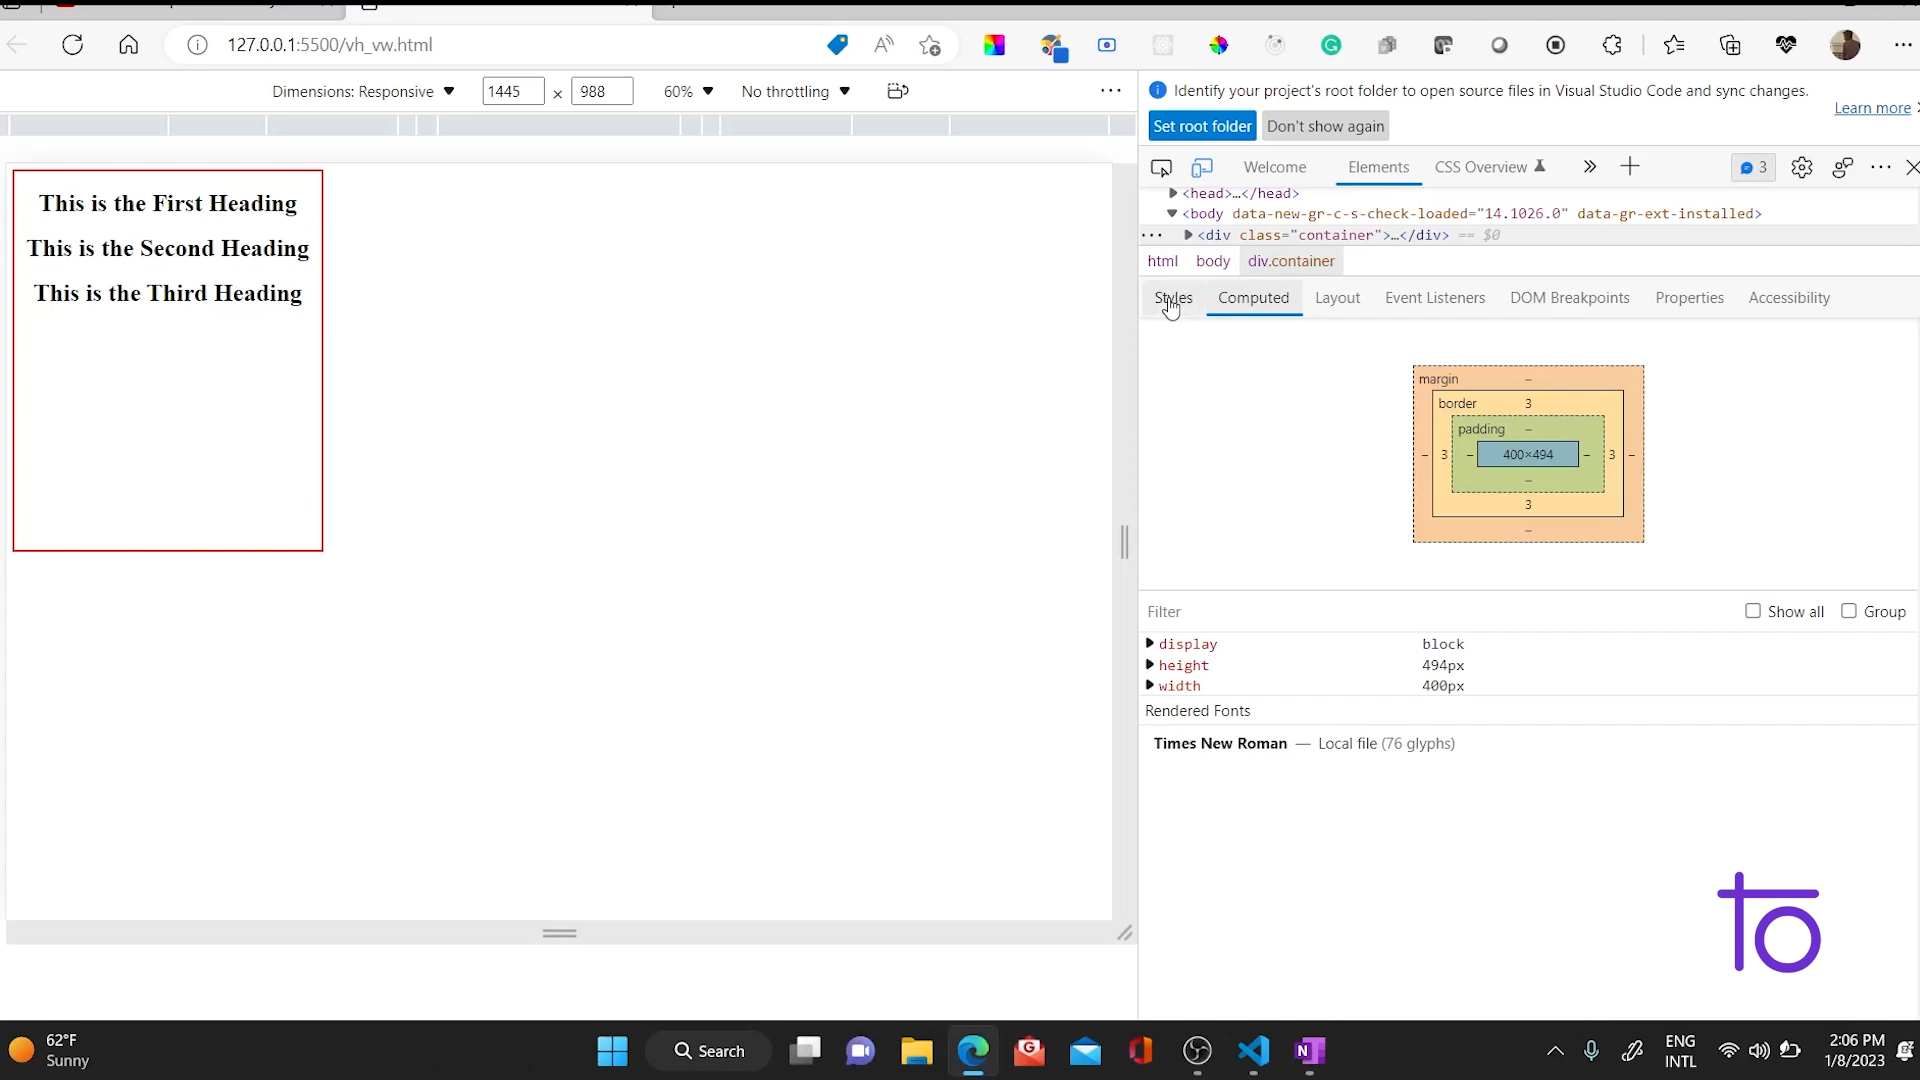 127.0.0.1:5500/vh_vw.html
Dimensions: Responsive 1445 × 988 60% No throttling
Identify your project's root folder to open source files in Visual Studio Code and sync changes.
Learn more
Set root folder Don't show again
Welcome Elements CSS Overview 3
<head>…</head>
<body data-new-gr-c-s-check-loaded="14.1026.0" data-gr-ext-installed>
<div class="container">…</div> == $0
html body div.container
Styles Computed Layout Event Listeners DOM Breakpoints Properties Accessibility
This is the First Heading
This is the Second Heading
This is the Third Heading
margin –
border 3
padding –
– 3 – 400×494 – 3 –
–
3
–
Filter Show all Group
display block
height 494px
width 400px
Rendered Fonts
Times New Roman — Local file (76 glyphs)
to
62°F
Sunny
Search
ENG
INTL
2:06 PM
1/8/2023